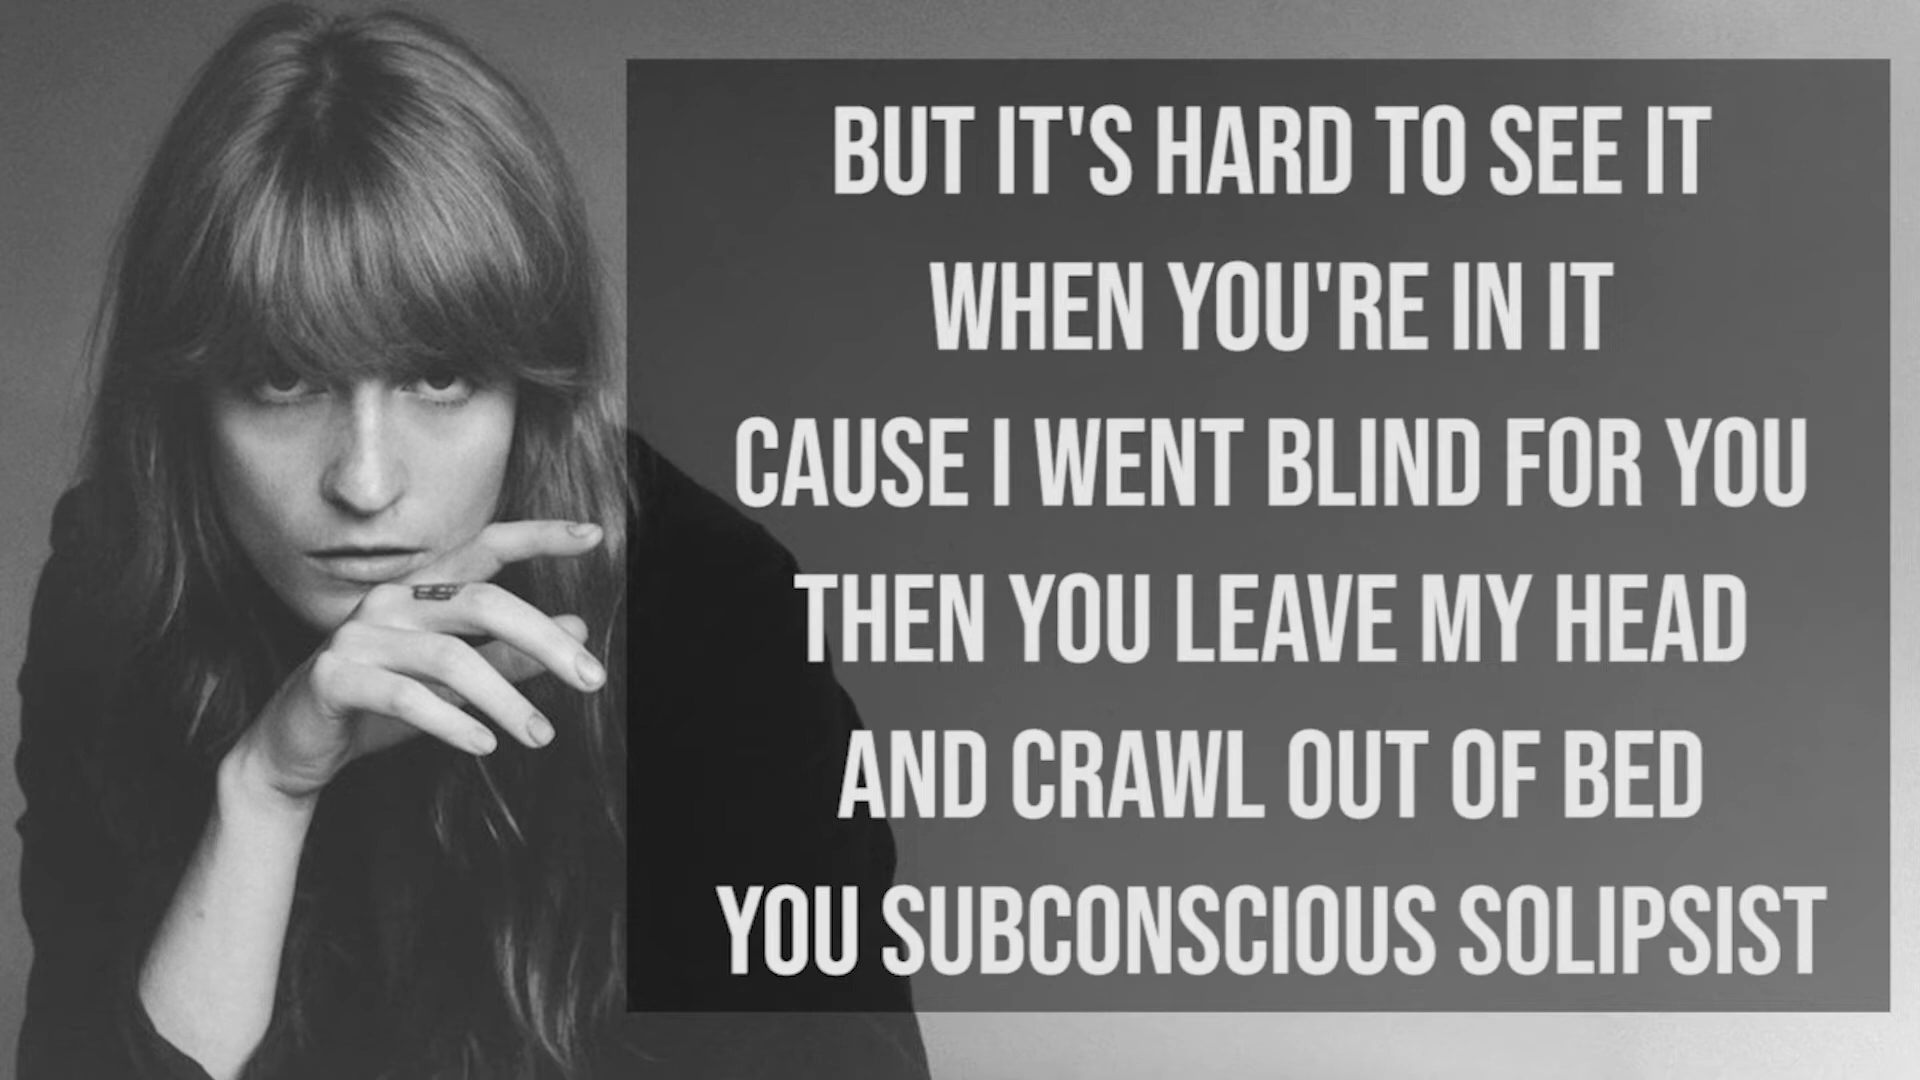 BUT IT'S HARD TO SEE IT
WHEN YOU'RE IN IT
CAUSE I WENT BLIND FOR YOU
THEN YOU LEAVE MY HEAD
AND CRAWL OUT OF BED
YOU SUBCONSCIOUS SOLIPSIST